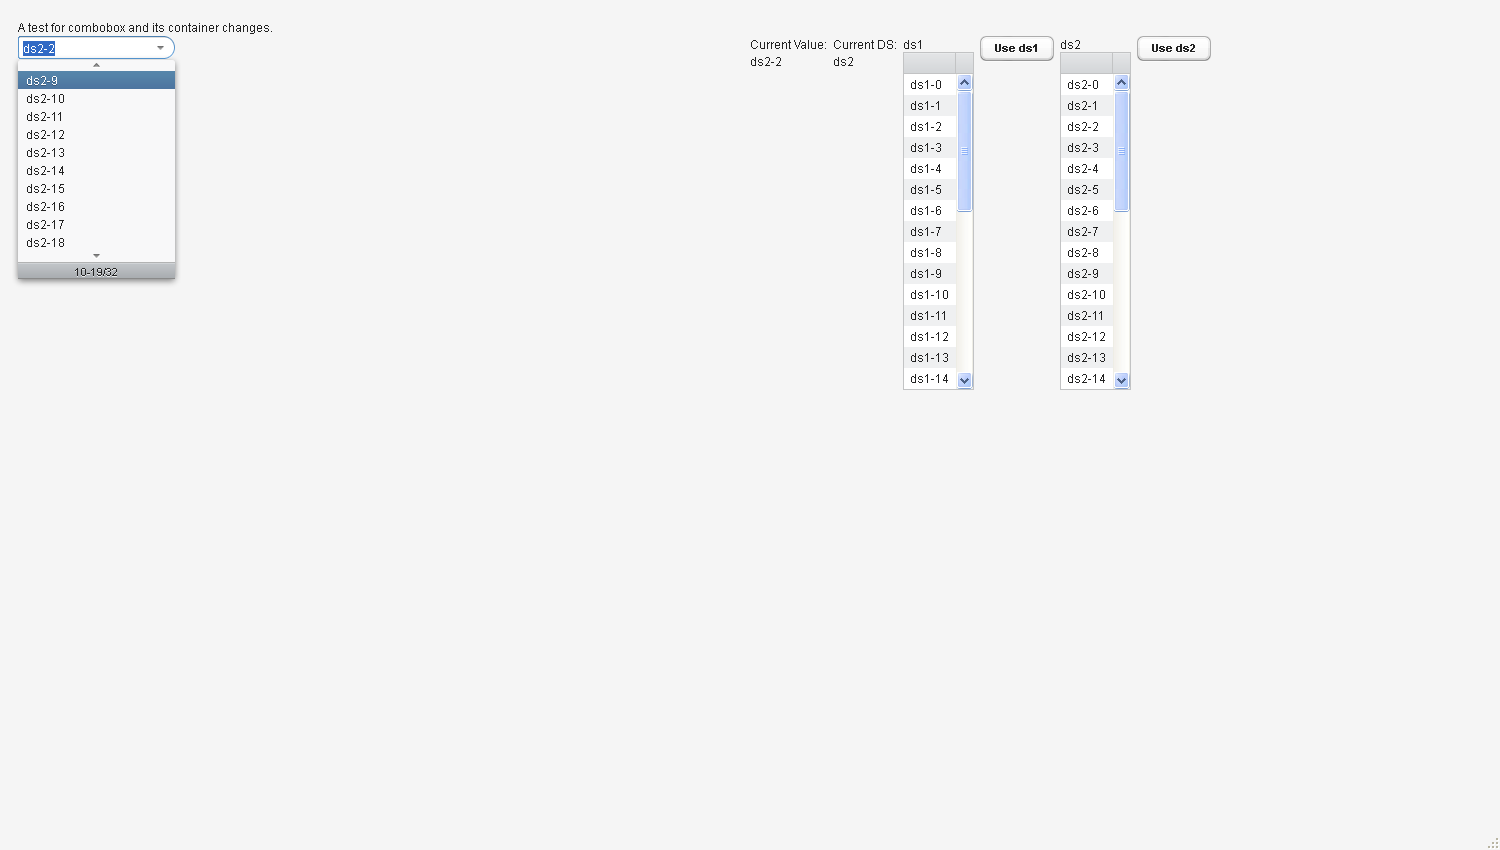 A test for combobox and its container changes.
ds2-2
ds2-9
ds2-10
ds2-11
ds2-12
ds2-13
ds2-14
ds2-15
ds2-16
ds2-17
ds2-18
10-19/32
Current Value:
ds2-2
Current DS:
ds2
ds1
ds1-0
ds1-1
ds1-2
ds1-3
ds1-4
ds1-5
ds1-6
ds1-7
ds1-8
ds1-9
ds1-10
ds1-11
ds1-12
ds1-13
ds1-14
Use ds1
ds2
ds2-0
ds2-1
ds2-2
ds2-3
ds2-4
ds2-5
ds2-6
ds2-7
ds2-8
ds2-9
ds2-10
ds2-11
ds2-12
ds2-13
ds2-14
Use ds2